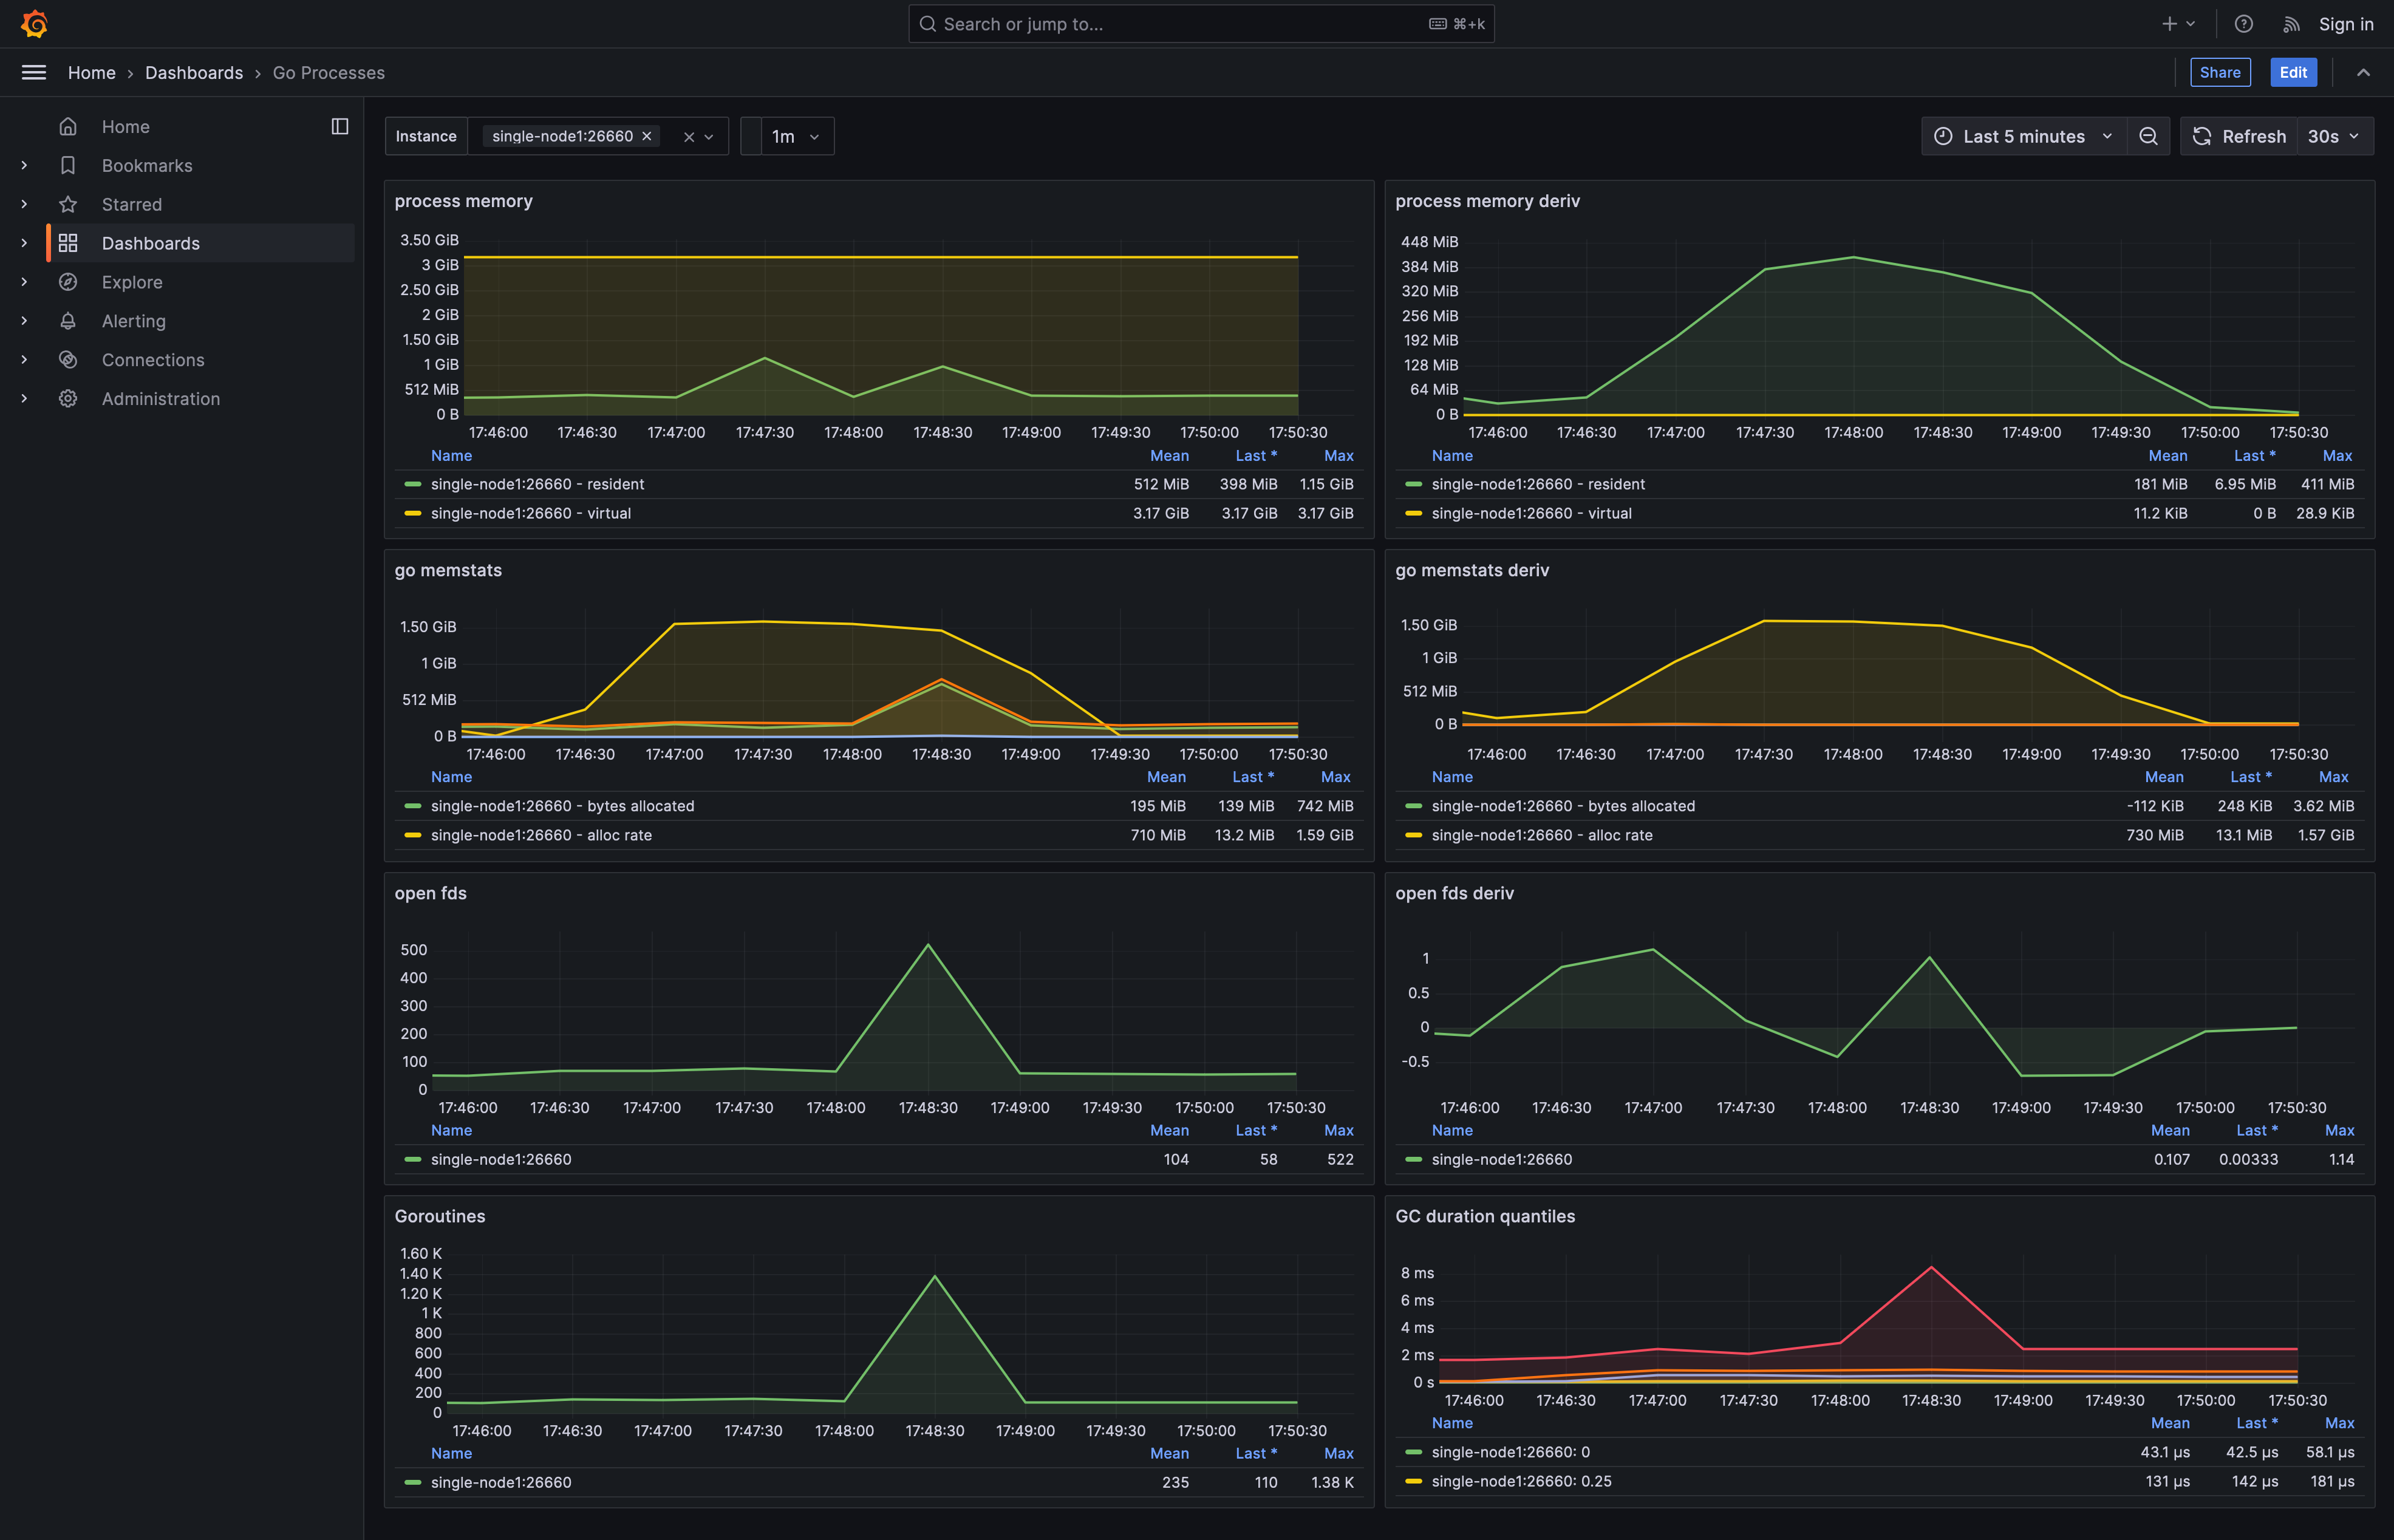 Search or jump to...
⌘+k
Sign in
Home › Dashboards › Go Processes
Share
Edit
Home
Bookmarks
Starred
Dashboards
Explore
Alerting
Connections
Administration
Instance
single-node1:26660
1m
Last 5 minutes
Refresh
30s
process memory
3.50 GiB
3 GiB
2.50 GiB
2 GiB
1.50 GiB
1 GiB
512 MiB
0 B
17:46:00 17:46:30 17:47:00 17:47:30 17:48:00 17:48:30 17:49:00 17:49:30 17:50:00 17:50:30
Name Mean Last * Max
single-node1:26660 - resident 512 MiB 398 MiB 1.15 GiB
single-node1:26660 - virtual 3.17 GiB 3.17 GiB 3.17 GiB
process memory deriv
448 MiB
384 MiB
320 MiB
256 MiB
192 MiB
128 MiB
64 MiB
0 B
17:46:00 17:46:30 17:47:00 17:47:30 17:48:00 17:48:30 17:49:00 17:49:30 17:50:00 17:50:30
Name Mean Last * Max
single-node1:26660 - resident 181 MiB 6.95 MiB 411 MiB
single-node1:26660 - virtual 11.2 KiB 0 B 28.9 KiB
go memstats
1.50 GiB
1 GiB
512 MiB
0 B
17:46:00 17:46:30 17:47:00 17:47:30 17:48:00 17:48:30 17:49:00 17:49:30 17:50:00 17:50:30
Name Mean Last * Max
single-node1:26660 - bytes allocated 195 MiB 139 MiB 742 MiB
single-node1:26660 - alloc rate 710 MiB 13.2 MiB 1.59 GiB
go memstats deriv
1.50 GiB
1 GiB
512 MiB
0 B
17:46:00 17:46:30 17:47:00 17:47:30 17:48:00 17:48:30 17:49:00 17:49:30 17:50:00 17:50:30
Name Mean Last * Max
single-node1:26660 - bytes allocated -112 KiB 248 KiB 3.62 MiB
single-node1:26660 - alloc rate 730 MiB 13.1 MiB 1.57 GiB
open fds
500
400
300
200
100
0
17:46:00 17:46:30 17:47:00 17:47:30 17:48:00 17:48:30 17:49:00 17:49:30 17:50:00 17:50:30
Name Mean Last * Max
single-node1:26660 104 58 522
open fds deriv
1
0.5
0
-0.5
17:46:00 17:46:30 17:47:00 17:47:30 17:48:00 17:48:30 17:49:00 17:49:30 17:50:00 17:50:30
Name Mean Last * Max
single-node1:26660 0.107 0.00333 1.14
Goroutines
1.60 K
1.40 K
1.20 K
1 K
800
600
400
200
0
17:46:00 17:46:30 17:47:00 17:47:30 17:48:00 17:48:30 17:49:00 17:49:30 17:50:00 17:50:30
Name Mean Last * Max
single-node1:26660 235 110 1.38 K
GC duration quantiles
8 ms
6 ms
4 ms
2 ms
0 s
17:46:00 17:46:30 17:47:00 17:47:30 17:48:00 17:48:30 17:49:00 17:49:30 17:50:00 17:50:30
Name Mean Last * Max
single-node1:26660: 0 43.1 µs 42.5 µs 58.1 µs
single-node1:26660: 0.25 131 µs 142 µs 181 µs